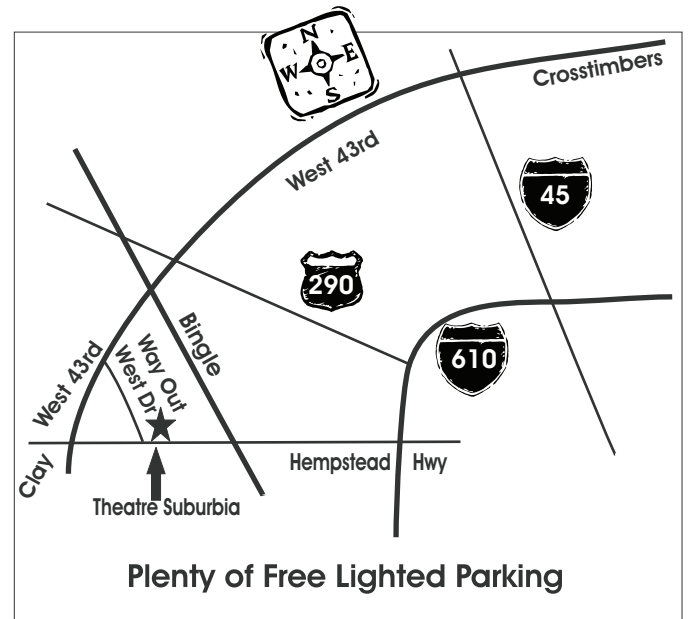 N
W E
S
Crosstimbers
West 43rd
45
290
610
Bingle
Way Out
West Dr
West 43rd
Clay
Hempstead Hwy
Theatre Suburbia
Plenty of Free Lighted Parking